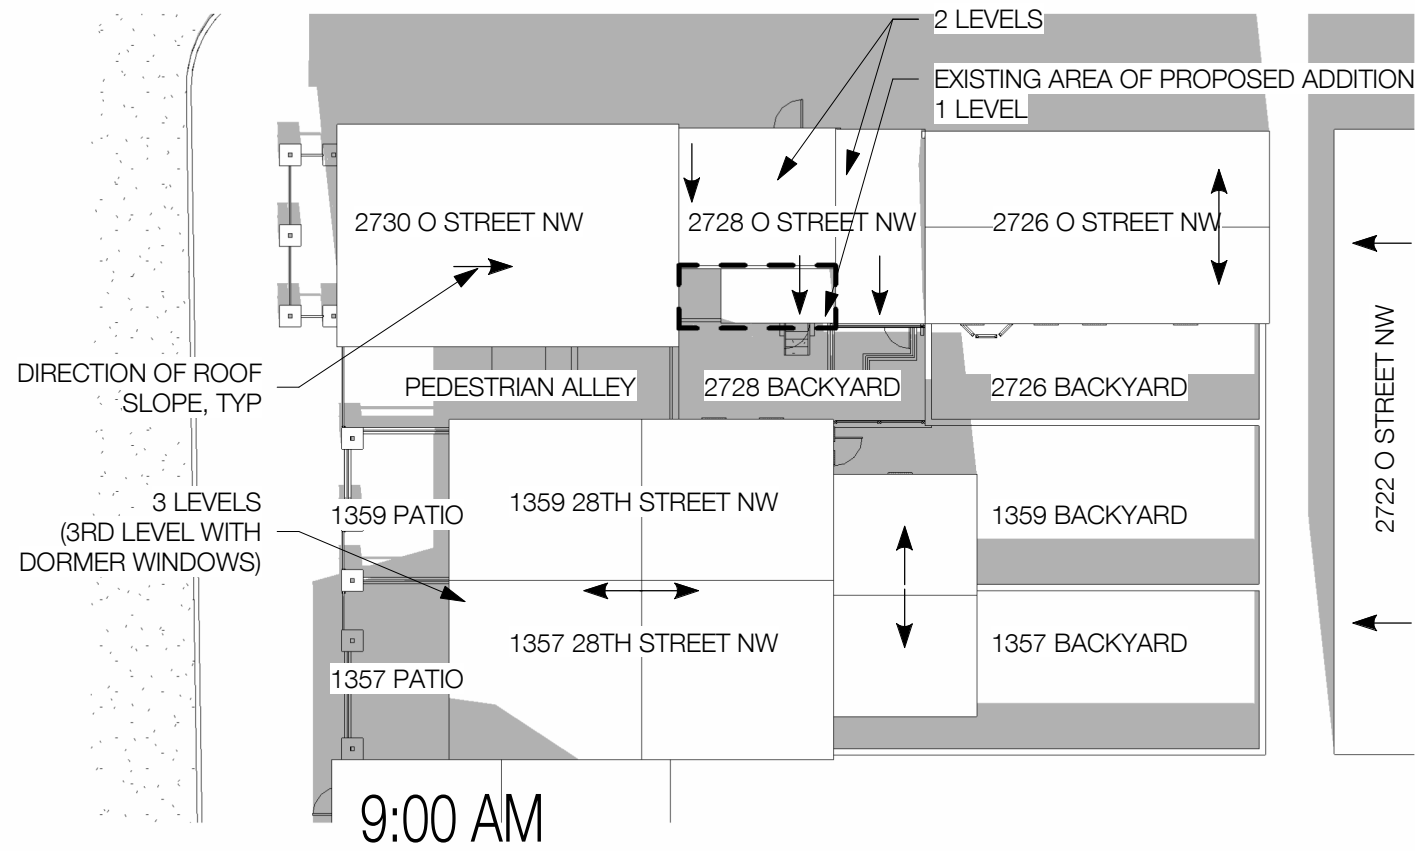 2 LEVELS
EXISTING AREA OF PROPOSED ADDITION
1 LEVEL
2730 O STREET NW
2728 O STREET NW
2726 O STREET NW
DIRECTION OF ROOF
SLOPE, TYP
PEDESTRIAN ALLEY
2728 BACKYARD
2726 BACKYARD
2722 O STREET NW
3 LEVELS
(3RD LEVEL WITH
DORMER WINDOWS)
1359 PATIO
1359 28TH STREET NW
1359 BACKYARD
1357 28TH STREET NW
1357 BACKYARD
1357 PATIO
9:00 AM